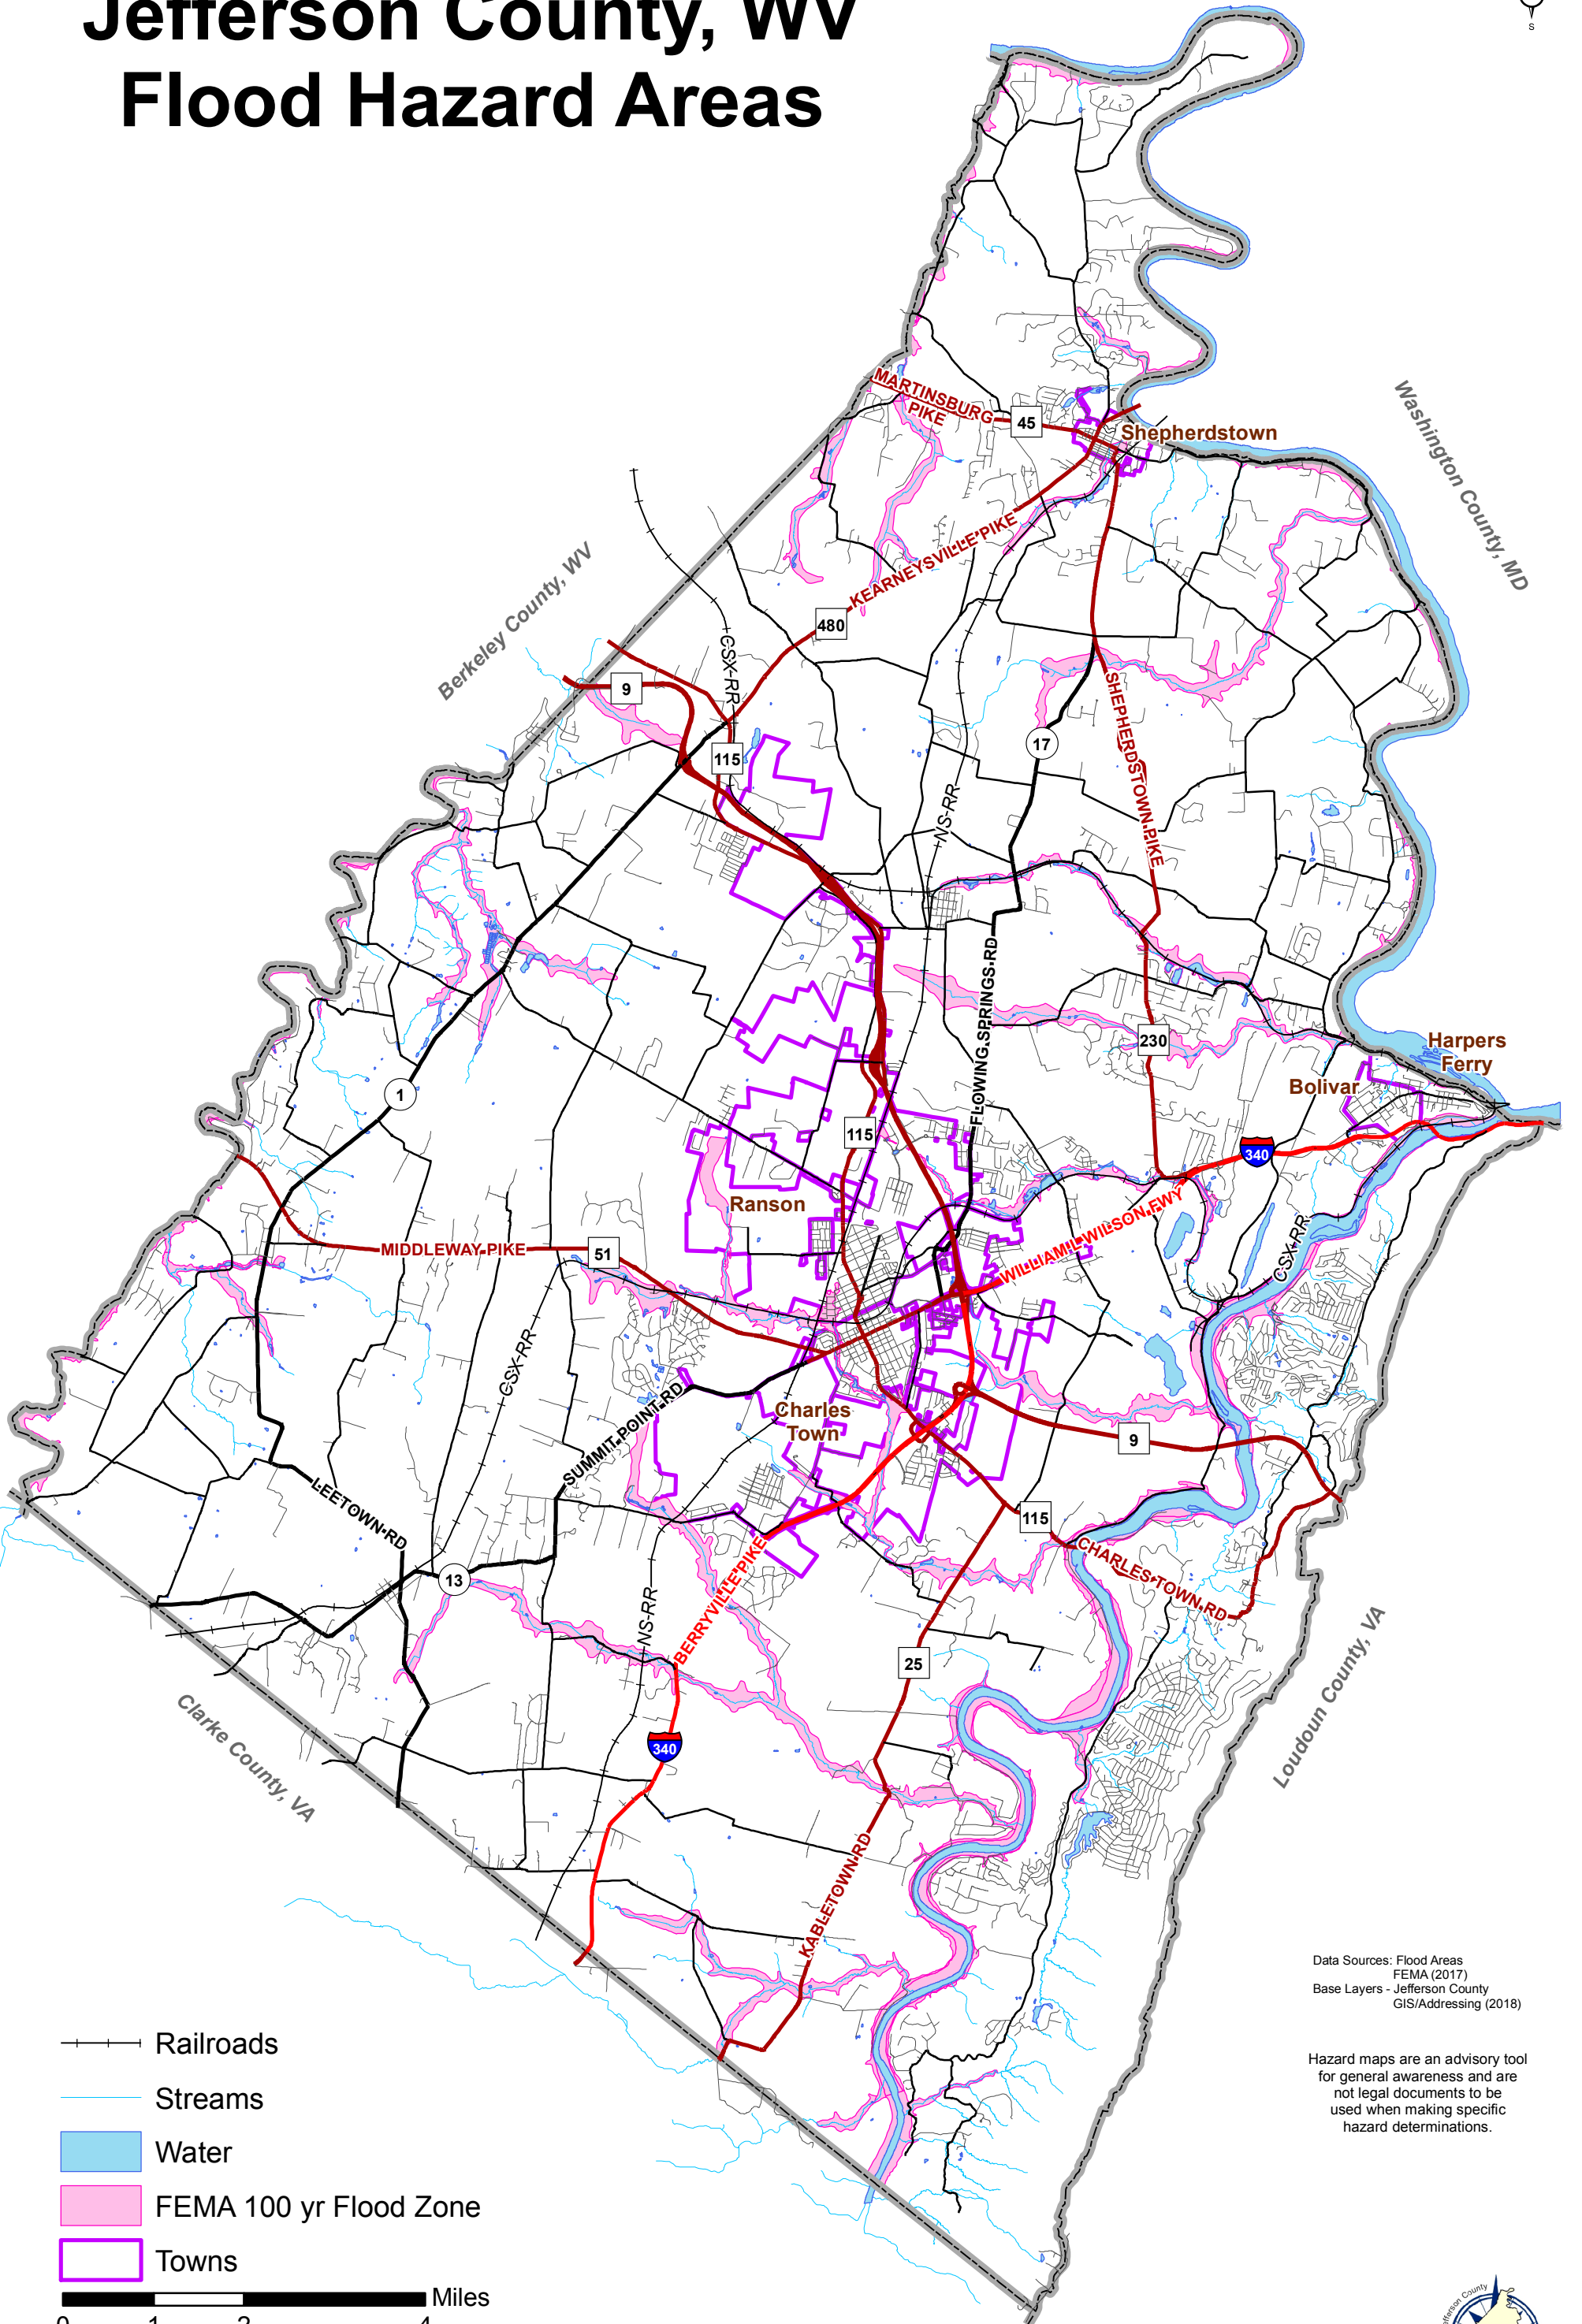 Jefferson County, WV
Flood Hazard Areas
S
MARTINSBURG
PIKE
45
Shepherdstown
Washington County, MD
KEARNEYSVILLE PIKE
Berkeley County, WV
480
CSX-RR
9
115
17
SHEPHERDSTOWN PIKE
NS-RR
FLOWING SPRINGS RD
230
Harpers
Ferry
Bolivar
1
115
340
Ranson
WILLIAM L WILSON FWY
CSX-RR
MIDDLEWAY PIKE
51
CSX-RR
SUMMIT POINT RD
Charles
Town
9
LEETOWN RD
115
CHARLES TOWN RD
13
NS-RR
BERRYVILLE PIKE
25
Clarke County, VA
Loudoun County, VA
340
KABLETOWN RD
Data Sources: Flood Areas
FEMA (2017)
Base Layers - Jefferson County
GIS/Addressing (2018)
Hazard maps are an advisory tool
for general awareness and are
not legal documents to be
used when making specific
hazard determinations.
Railroads
Streams
Water
FEMA 100 yr Flood Zone
Towns
Miles
0 1 2 4
Jefferson County